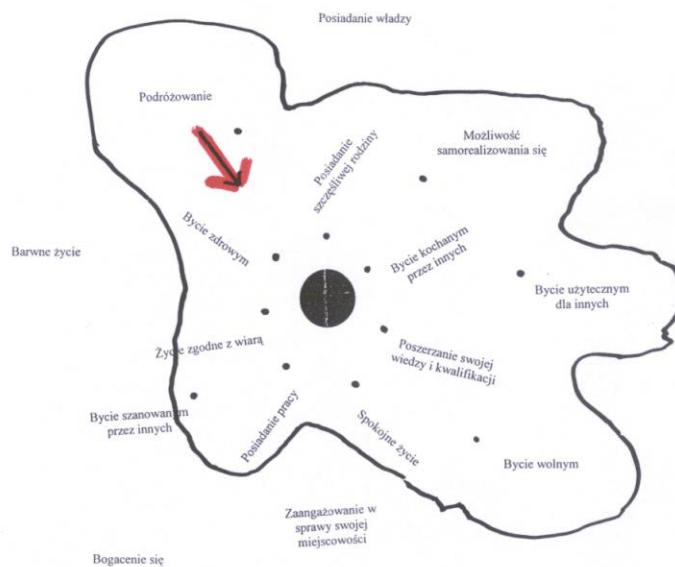 Posiadanie władzy
Podróżowanie
Możliwość
samorealizowania się
Posiadanie
szczęśliwej rodziny
Bycie zdrowym
Bycie kochanym
przez innych
Barwne życie
Bycie użytecznym
dla innych
Życie zgodne z wiarą
Poszerzanie swojej
wiedzy i kwalifikacji
Bycie szanowanym
przez innych
Posiadanie pracy
Spokojne życie
Bycie wolnym
Zaangażowanie w
sprawy swojej
miejscowości
Bogacenie się